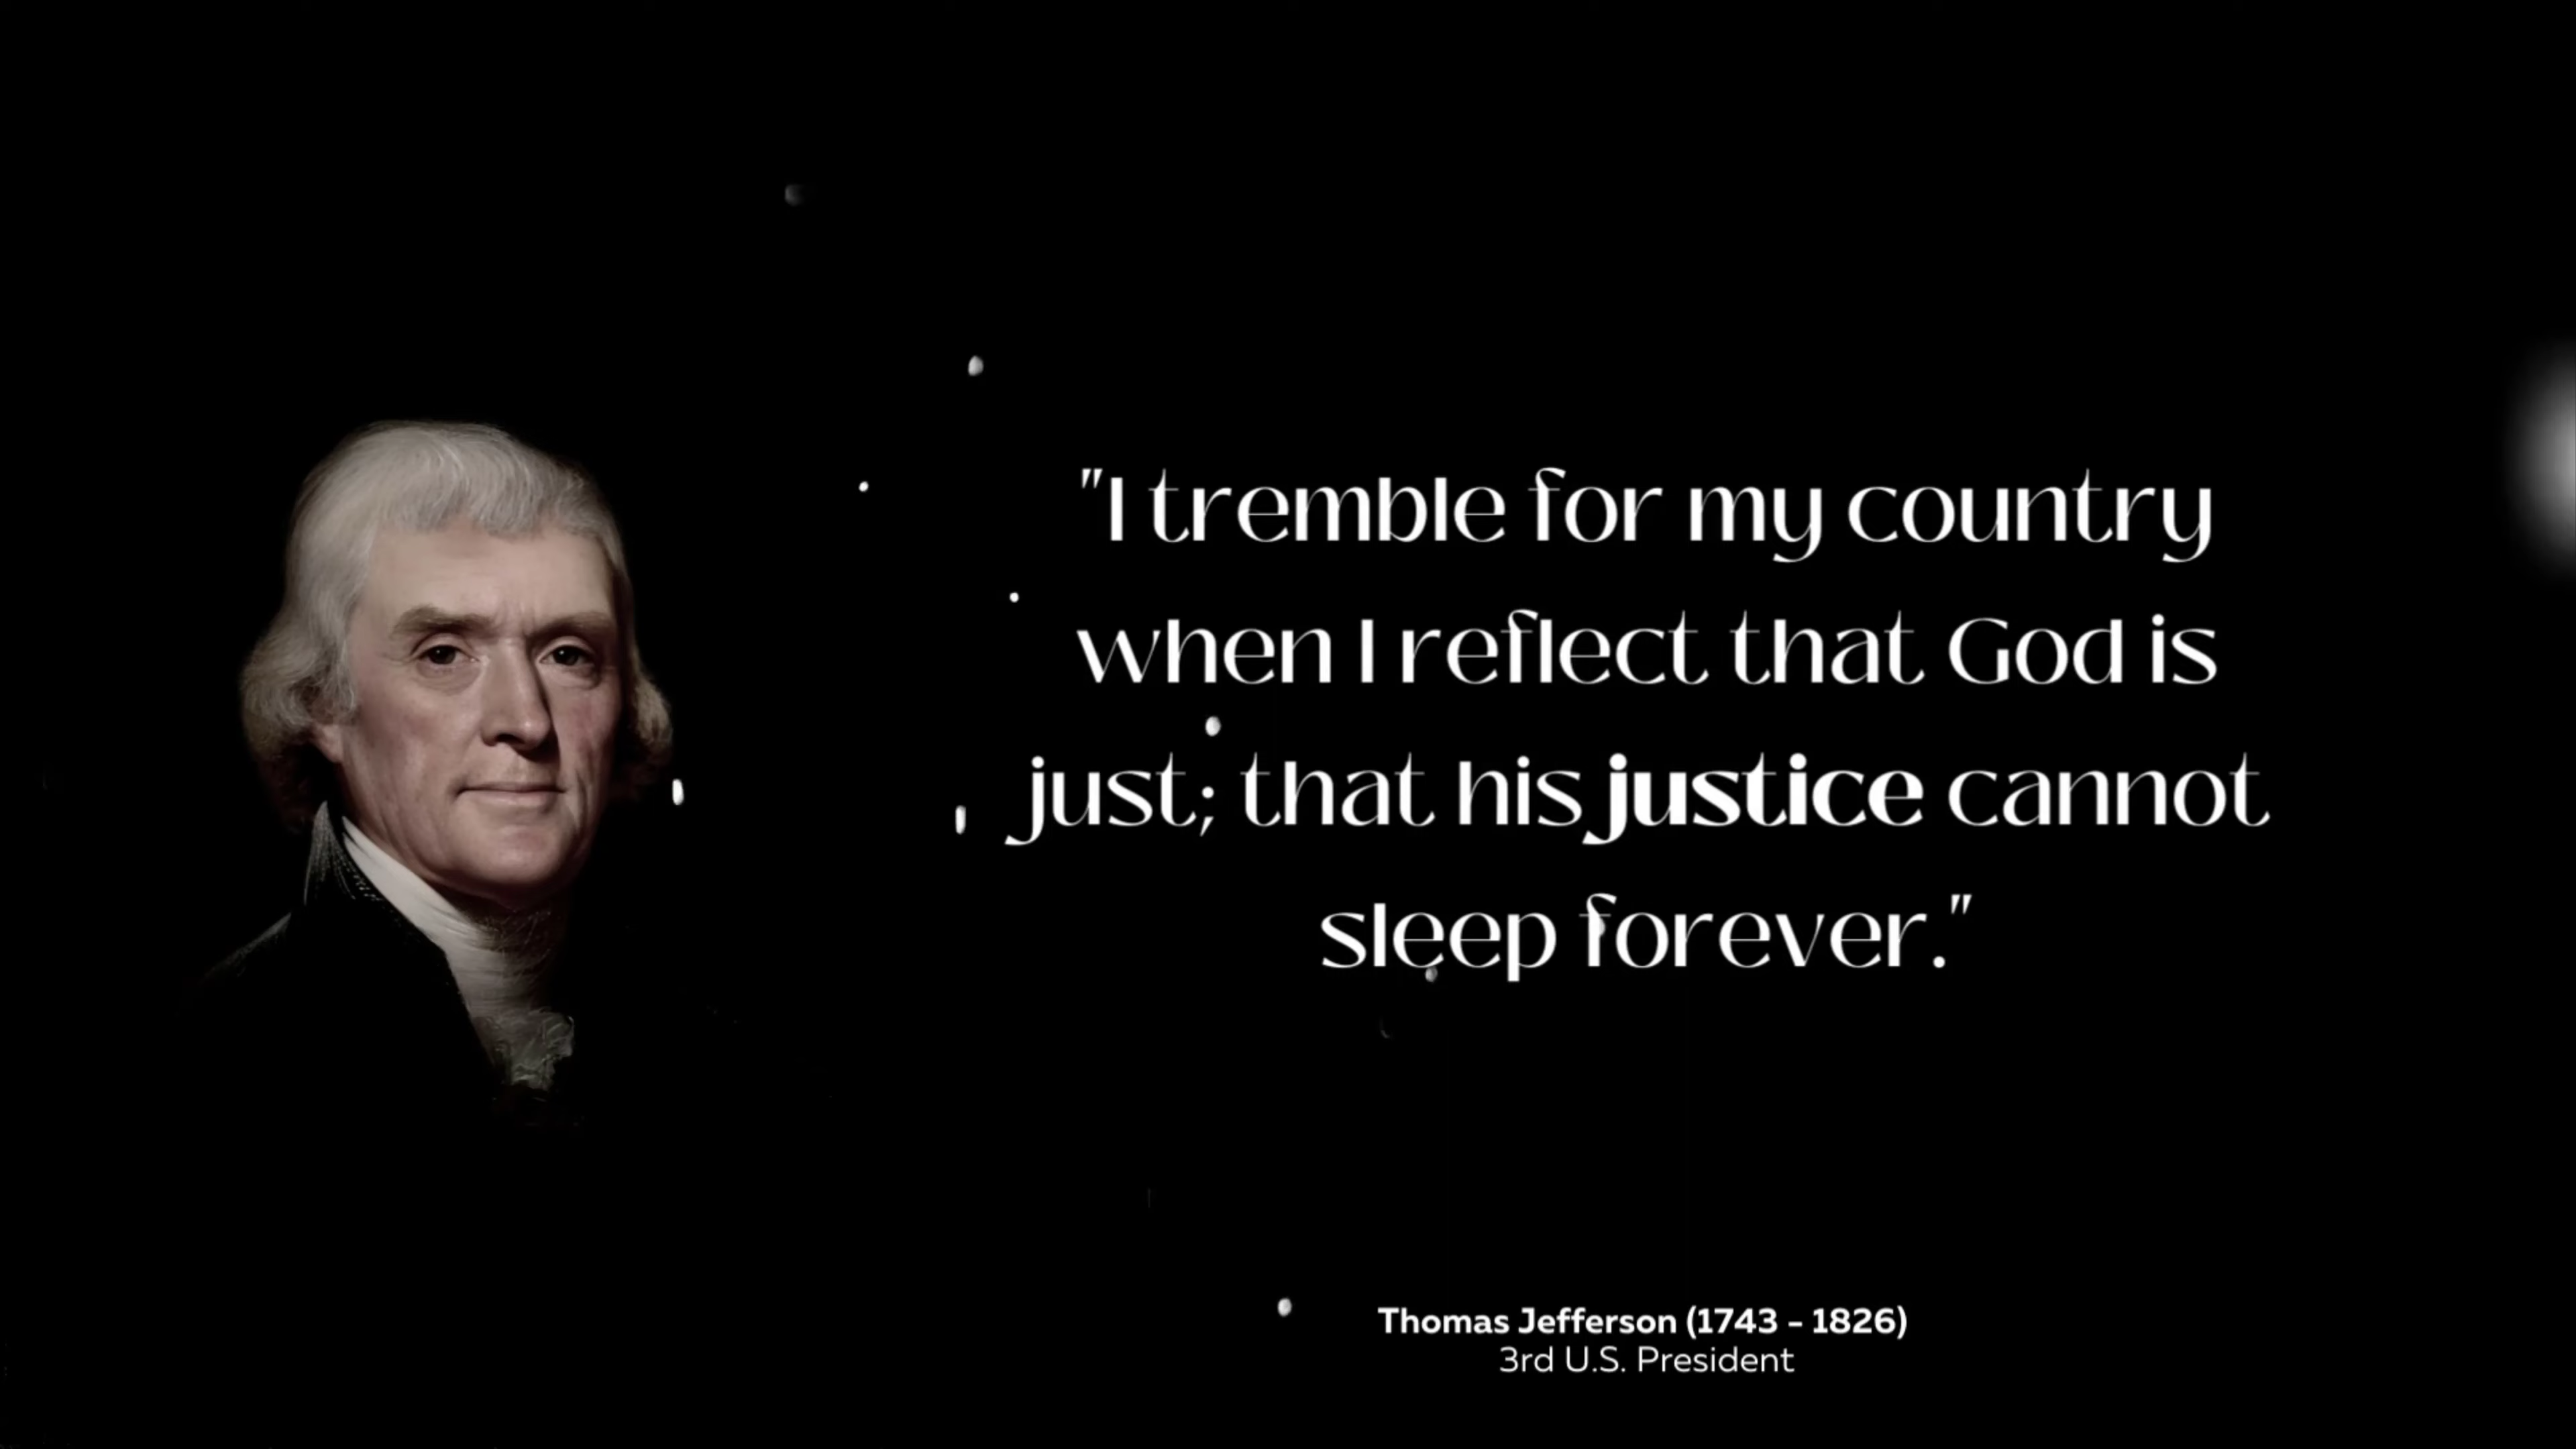 "I tremble for my country
when I reflect that God is
just; that his justice cannot
sleep forever."
Thomas Jefferson (1743 - 1826)
3rd U.S. President